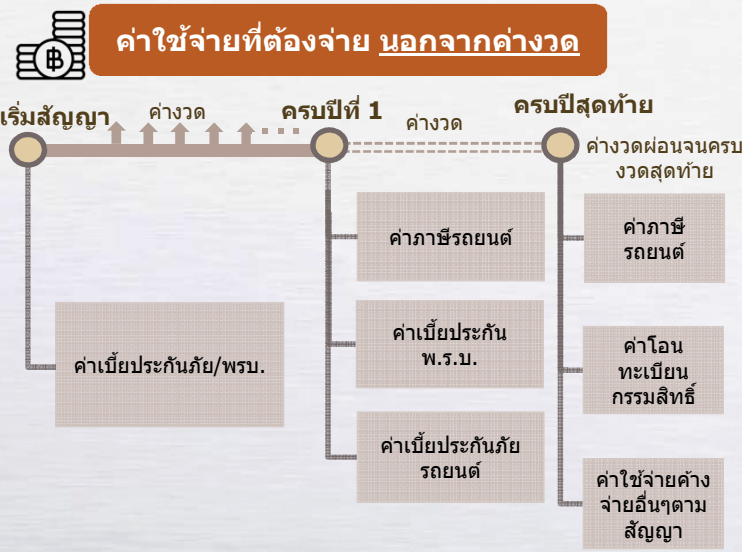 ค่าใช้จ่ายที่ต้องจ่าย นอกจากค่างวด
เริ่มสัญญา
ค่างวด
ครบปีที่ 1
ค่างวด
ครบปีสุดท้าย
ค่างวดผ่อนจนครบ
งวดสุดท้าย
ค่าเบี้ยประกันภัย/พรบ.
ค่าภาษีรถยนต์
ค่าเบี้ยประกัน
พ.ร.บ.
ค่าเบี้ยประกันภัย
รถยนต์
ค่าภาษี
รถยนต์
ค่าโอน
ทะเบียน
กรรมสิทธิ์
ค่าใช้จ่ายค้าง
จ่ายอื่นๆตาม
สัญญา